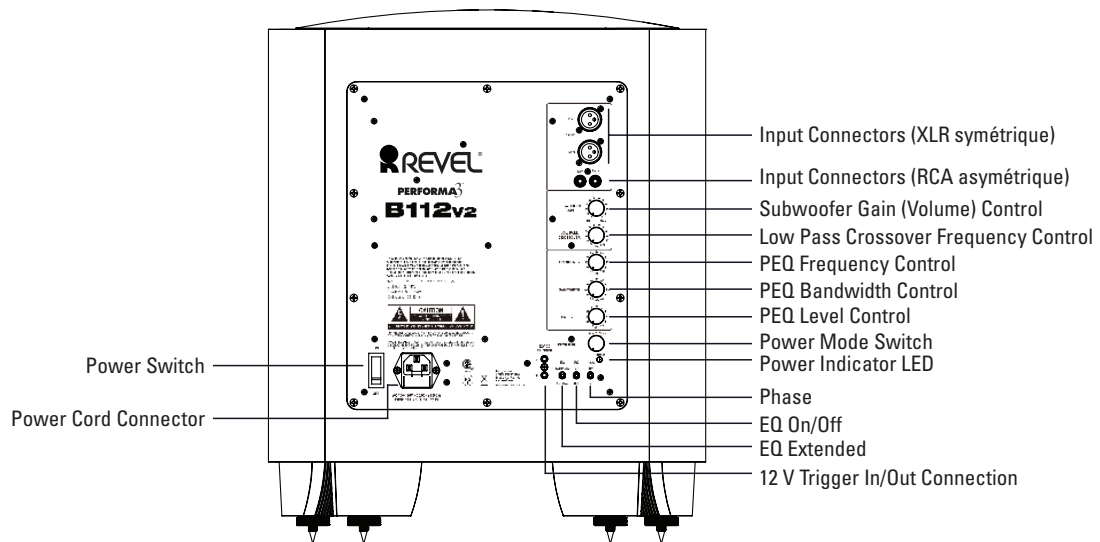 REVEL®
PERFORMA3
B112v2
CAUTION
Input Connectors (XLR symétrique)
Input Connectors (RCA asymétrique)
Subwoofer Gain (Volume) Control
Low Pass Crossover Frequency Control
PEQ Frequency Control
PEQ Bandwidth Control
PEQ Level Control
Power Mode Switch
Power Indicator LED
Phase
EQ On/Off
EQ Extended
12 V Trigger In/Out Connection
Power Switch
Power Cord Connector